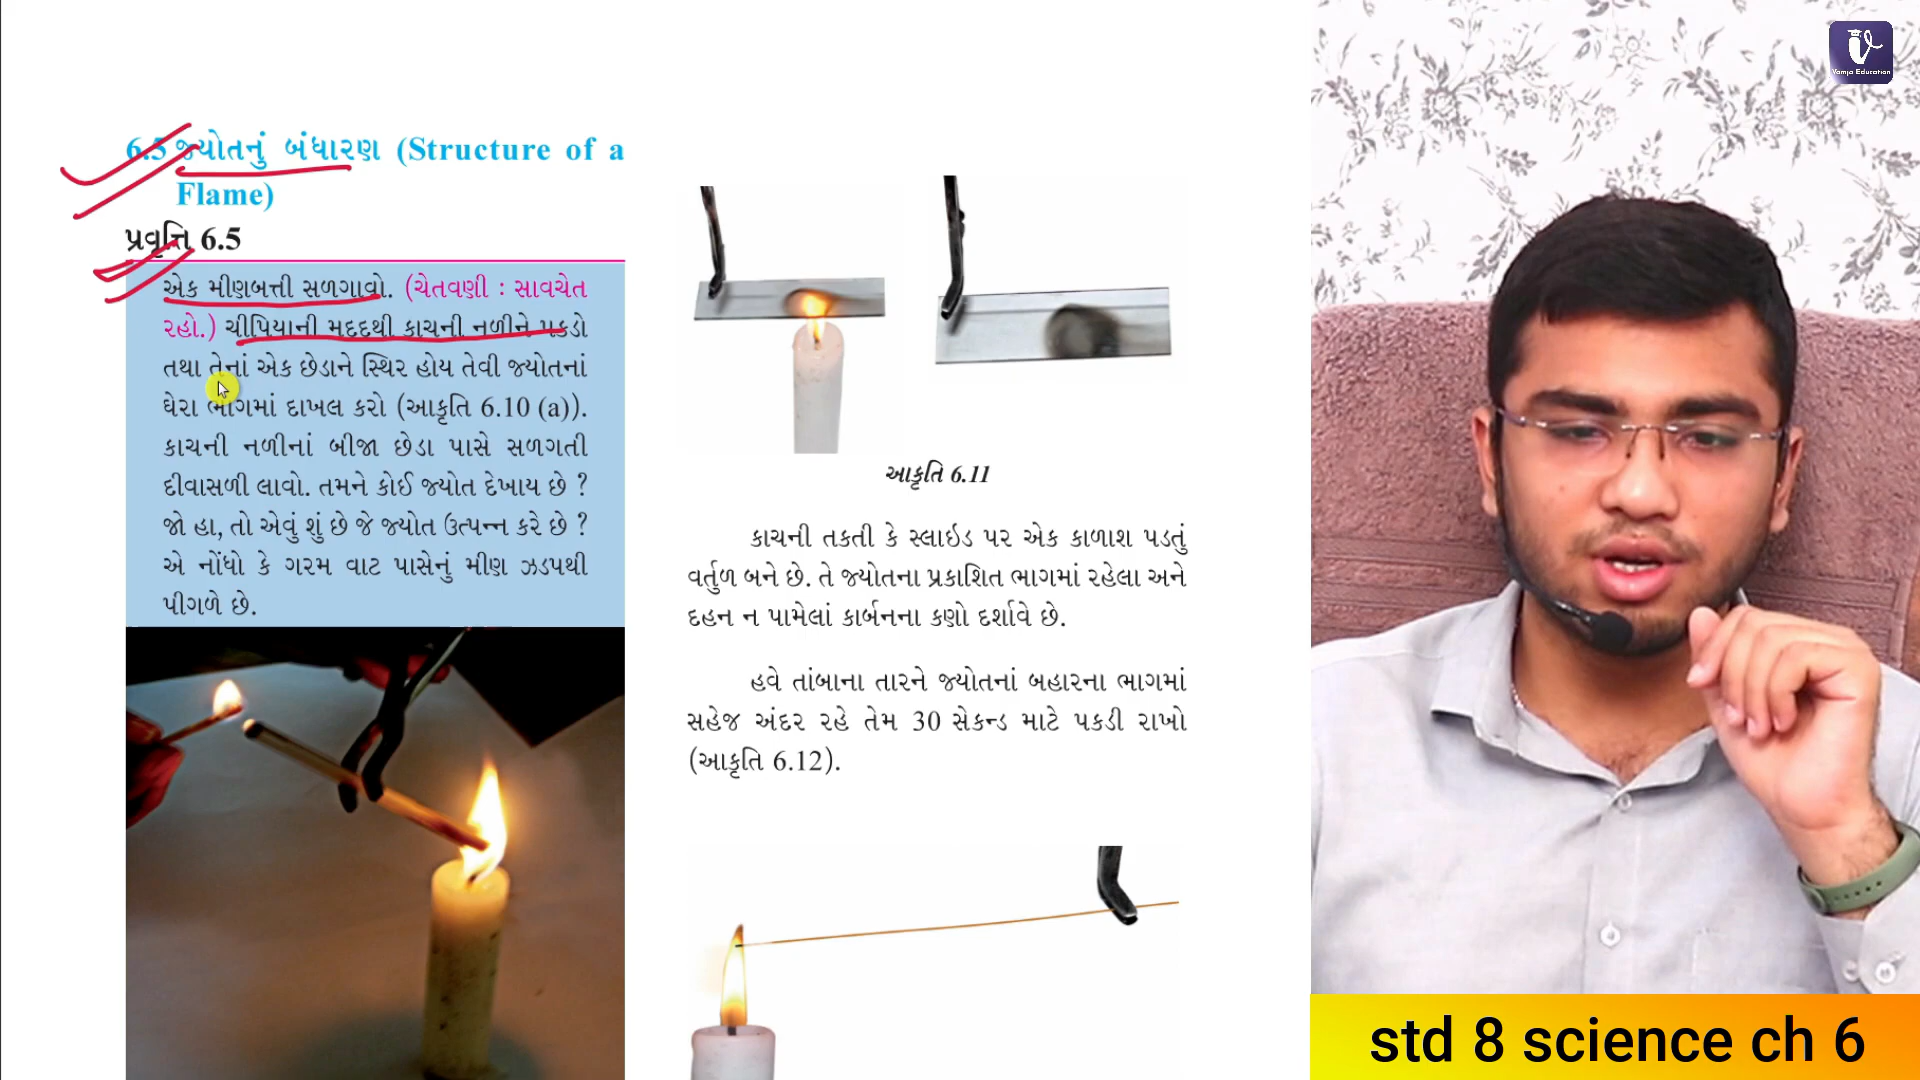 6.5 જ્યોતનું બંધારણ (Structure of a
Flame)
પ્રવૃત્તિ 6.5
એક મીણબત્તી સળગાવો. (ચેતવણી : સાવચેત
રહો.) ચીપિયાની મદદથી કાચની નળીને પકડો
તથા તેનાં એક છેડાને સ્થિર હોય તેવી જ્યોતનાં
ઘેરા ભાગમાં દાખલ કરો (આકૃતિ 6.10 (a)).
કાચની નળીનાં બીજા છેડા પાસે સળગતી
દીવાસળી લાવો. તમને કોઈ જ્યોત દેખાય છે ?
જો હા, તો એવું શું છે જે જ્યોત ઉત્પન્ન કરે છે ?
એ નોંધો કે ગરમ વાટ પાસેનું મીણ ઝડપથી
પીગળે છે.
આકૃતિ 6.11
કાચની તકતી કે સ્લાઇડ પર એક કાળાશ પડતું
વર્તુળ બને છે. તે જ્યોતના પ્રકાશિત ભાગમાં રહેલા અને
દહન ન પામેલાં કાર્બનના કણો દર્શાવે છે.
હવે તાંબાના તારને જ્યોતનાં બહારના ભાગમાં
સહેજ અંદર રહે તેમ 30 સેકન્ડ માટે પકડી રાખો
(આકૃતિ 6.12).
Vamja Education
std 8 science ch 6